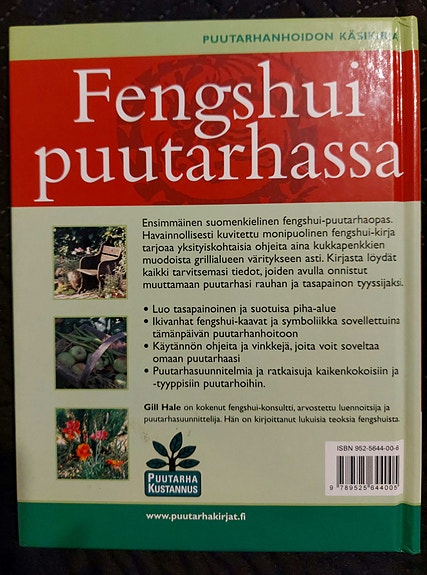 PUUTARHANHOIDON KÄSIKIRJA
Fengshui
puutarhassa
Ensimmäinen suomenkielinen fengshui-puutarhaopas.
Havainnollisesti kuvitettu monipuolinen fengshui-kirja
tarjoaa yksityiskohtaisia ohjeita aina kukkapenkkien
muodoista grillialueen väritykseen asti. Kirjasta löydät
kaikki tarvitsemasi tiedot, joiden avulla onnistut
muuttamaan puutarhasi rauhan ja tasapainon tyyssijaksi.
• Luo tasapainoinen ja suotuisa piha-alue
• Ikivanhat fengshui-kaavat ja symboliikka sovellettuina
tämänpäivän puutarhanhoitoon
• Käytännön ohjeita ja vinkkejä, joita voit soveltaa
omaan puutarhaasi
• Puutarhasuunnitelmia ja ratkaisuja kaikenkokoisiin ja
-tyyppisiin puutarhoihin.
Gill Hale on kokenut fengshui-konsultti, arvostettu luennoitsija ja
puutarhasuunnittelija. Hän on kirjoittanut lukuisia teoksia fengshuista.
ISBN 952-5644-00-6
9 789525 644005
PUUTARHA
KUSTANNUS
www.puutarhakirjat.fi